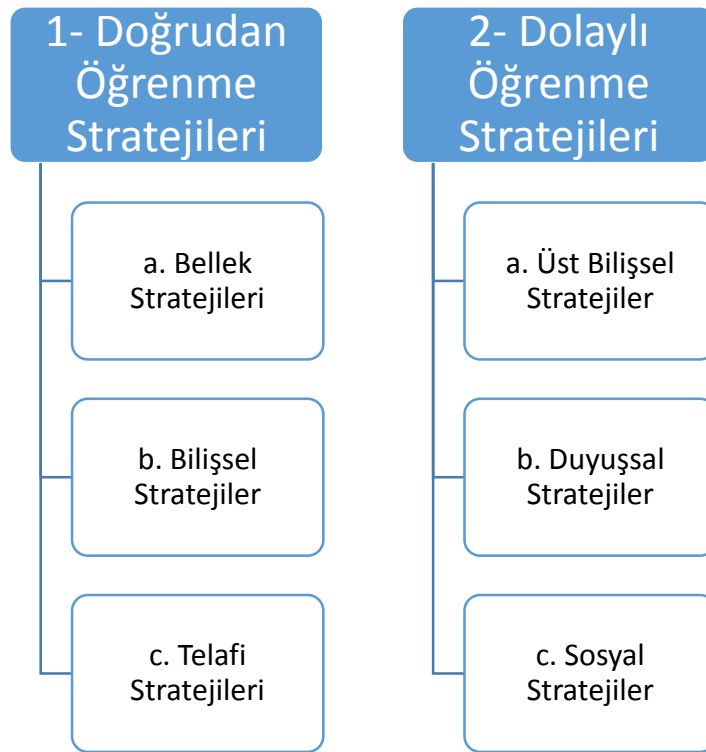 1- Doğrudan
Öğrenme
Stratejileri
a. Bellek
Stratejileri
b. Bilişsel
Stratejiler
c. Telafi
Stratejileri
2- Dolaylı
Öğrenme
Stratejileri
a. Üst Bilişsel
Stratejiler
b. Duyuşsal
Stratejiler
c. Sosyal
Stratejiler